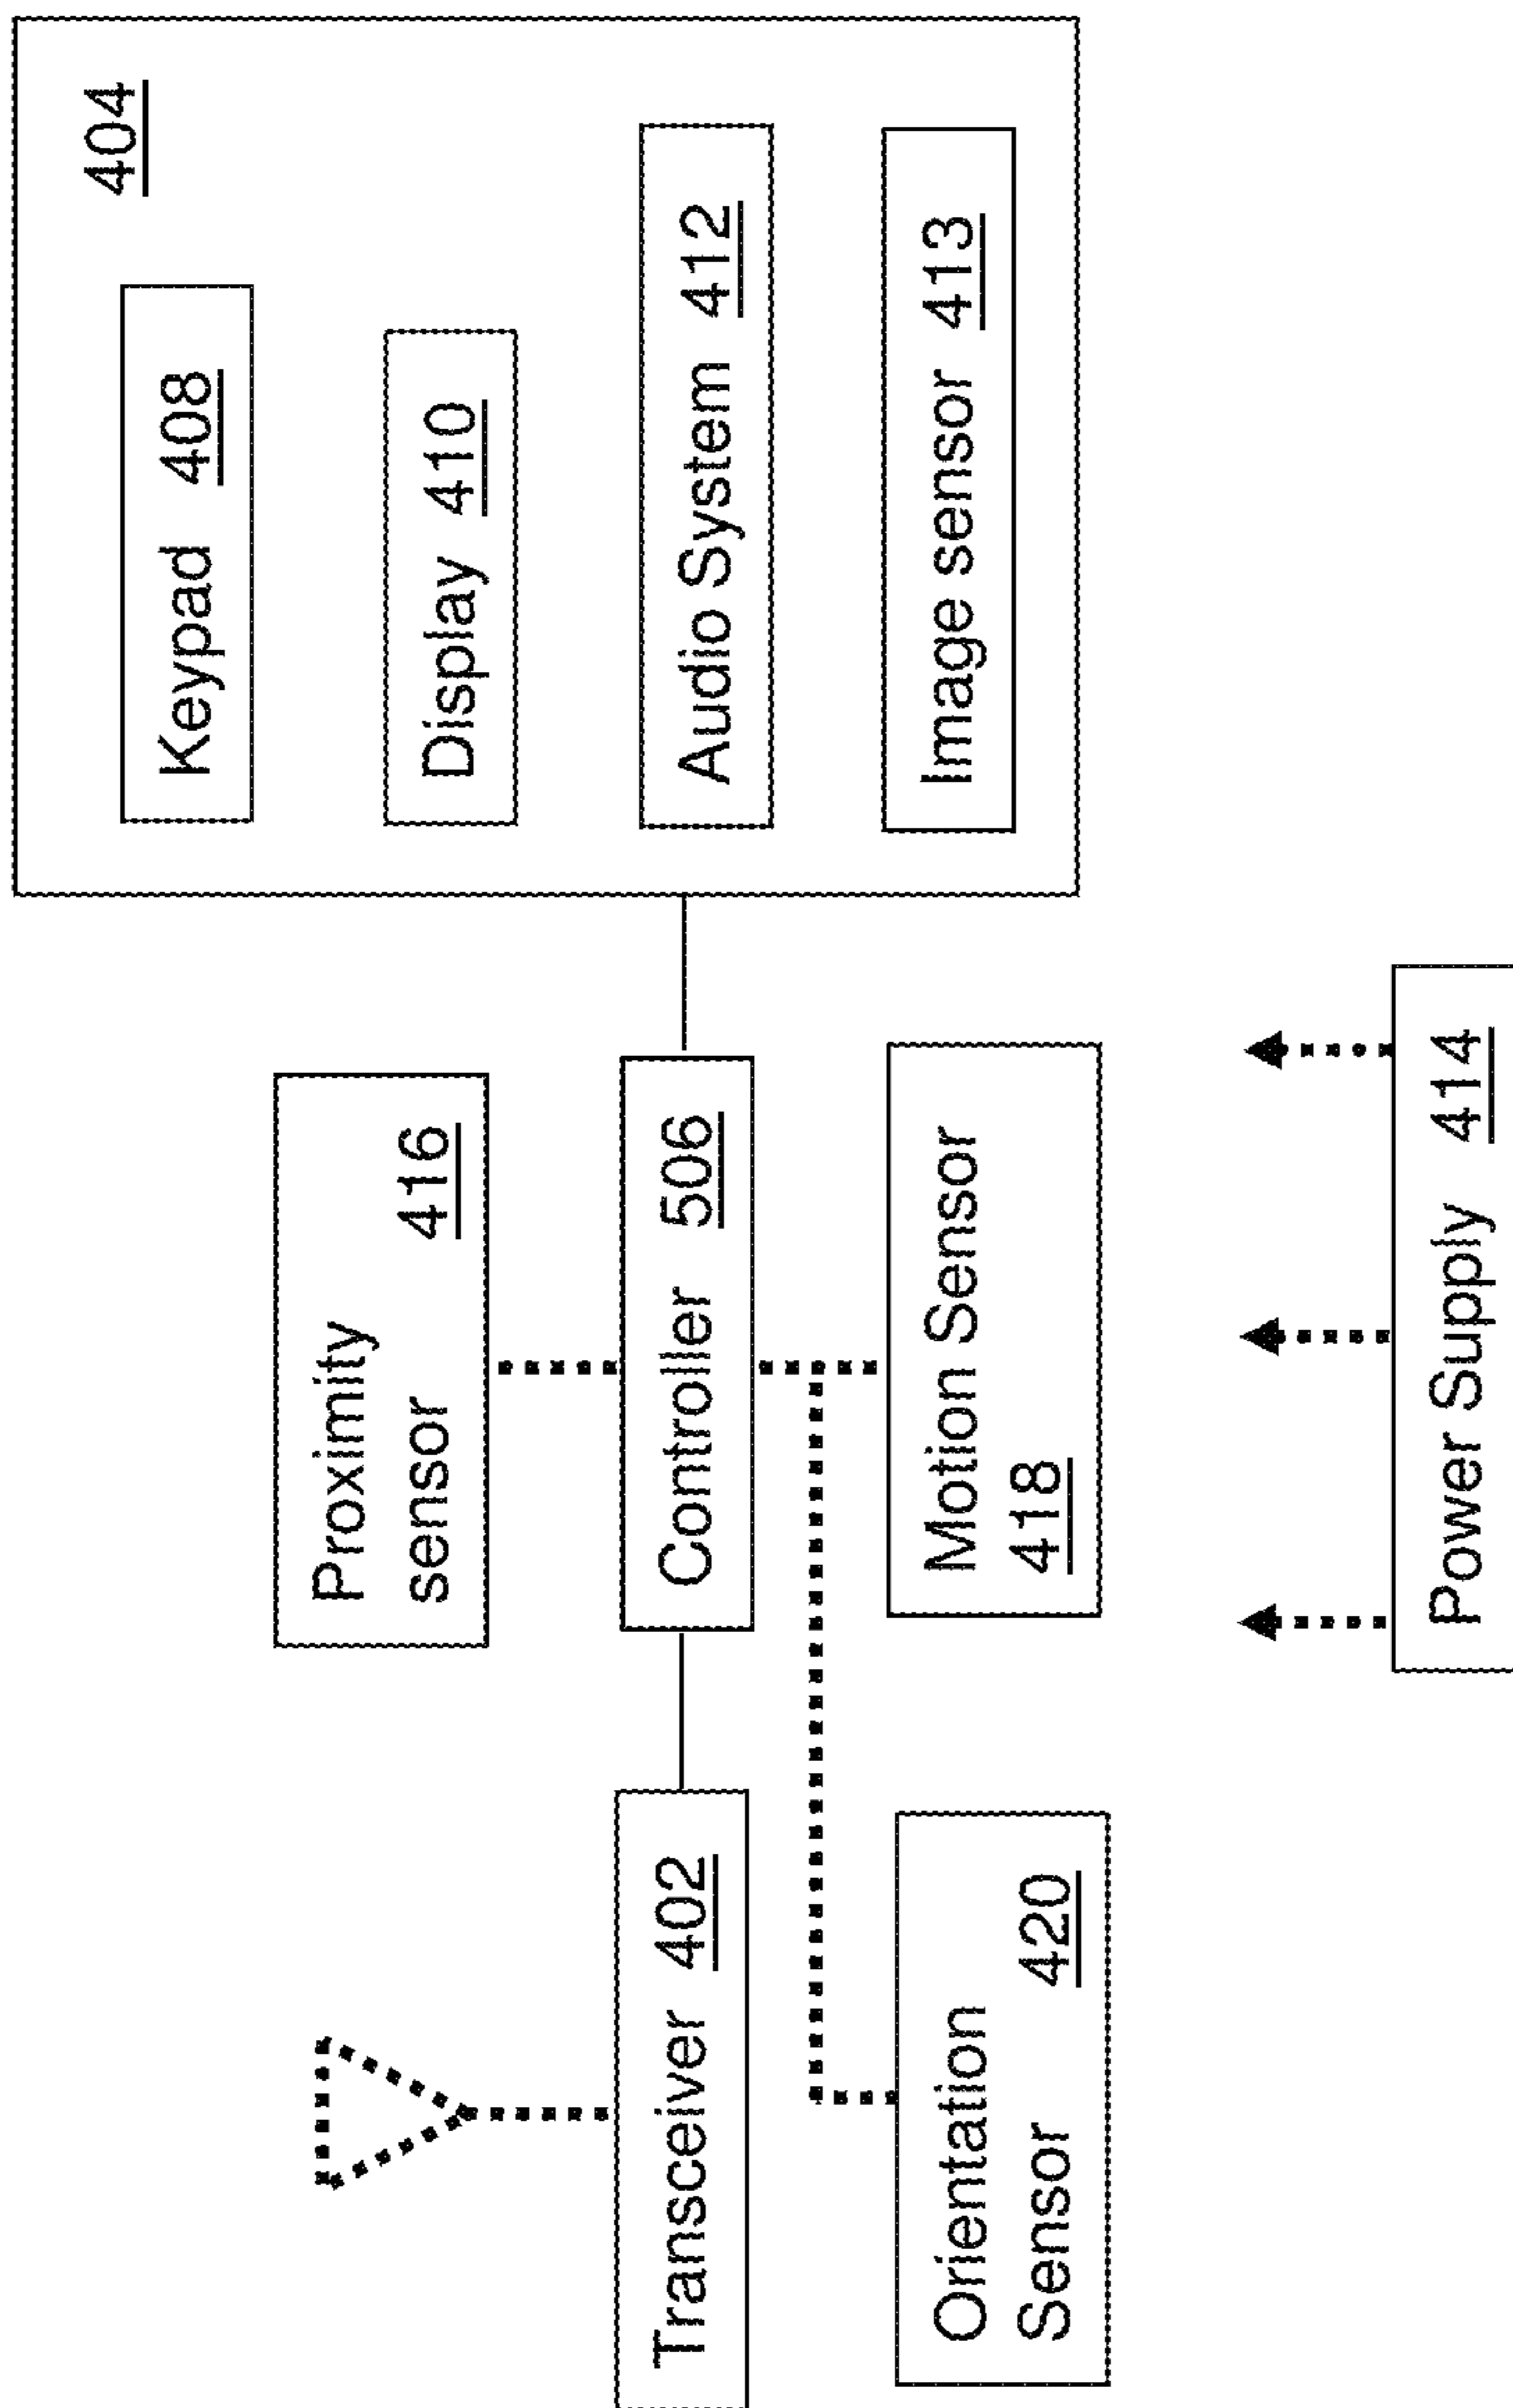 404
Keypad 408
Display 410
Audio System 412
Image sensor 413
Proximity
sensor 416
Controller 506
Motion Sensor
418
Transceiver 402
Orientation
Sensor 420
Power Supply 414